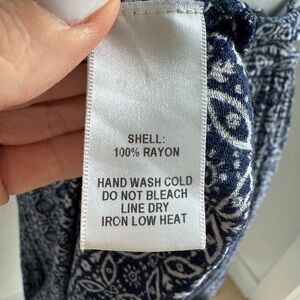 SHELL:
100% RAYON
HAND WASH COLD
DO NOT BLEACH
LINE DRY
IRON LOW HEAT